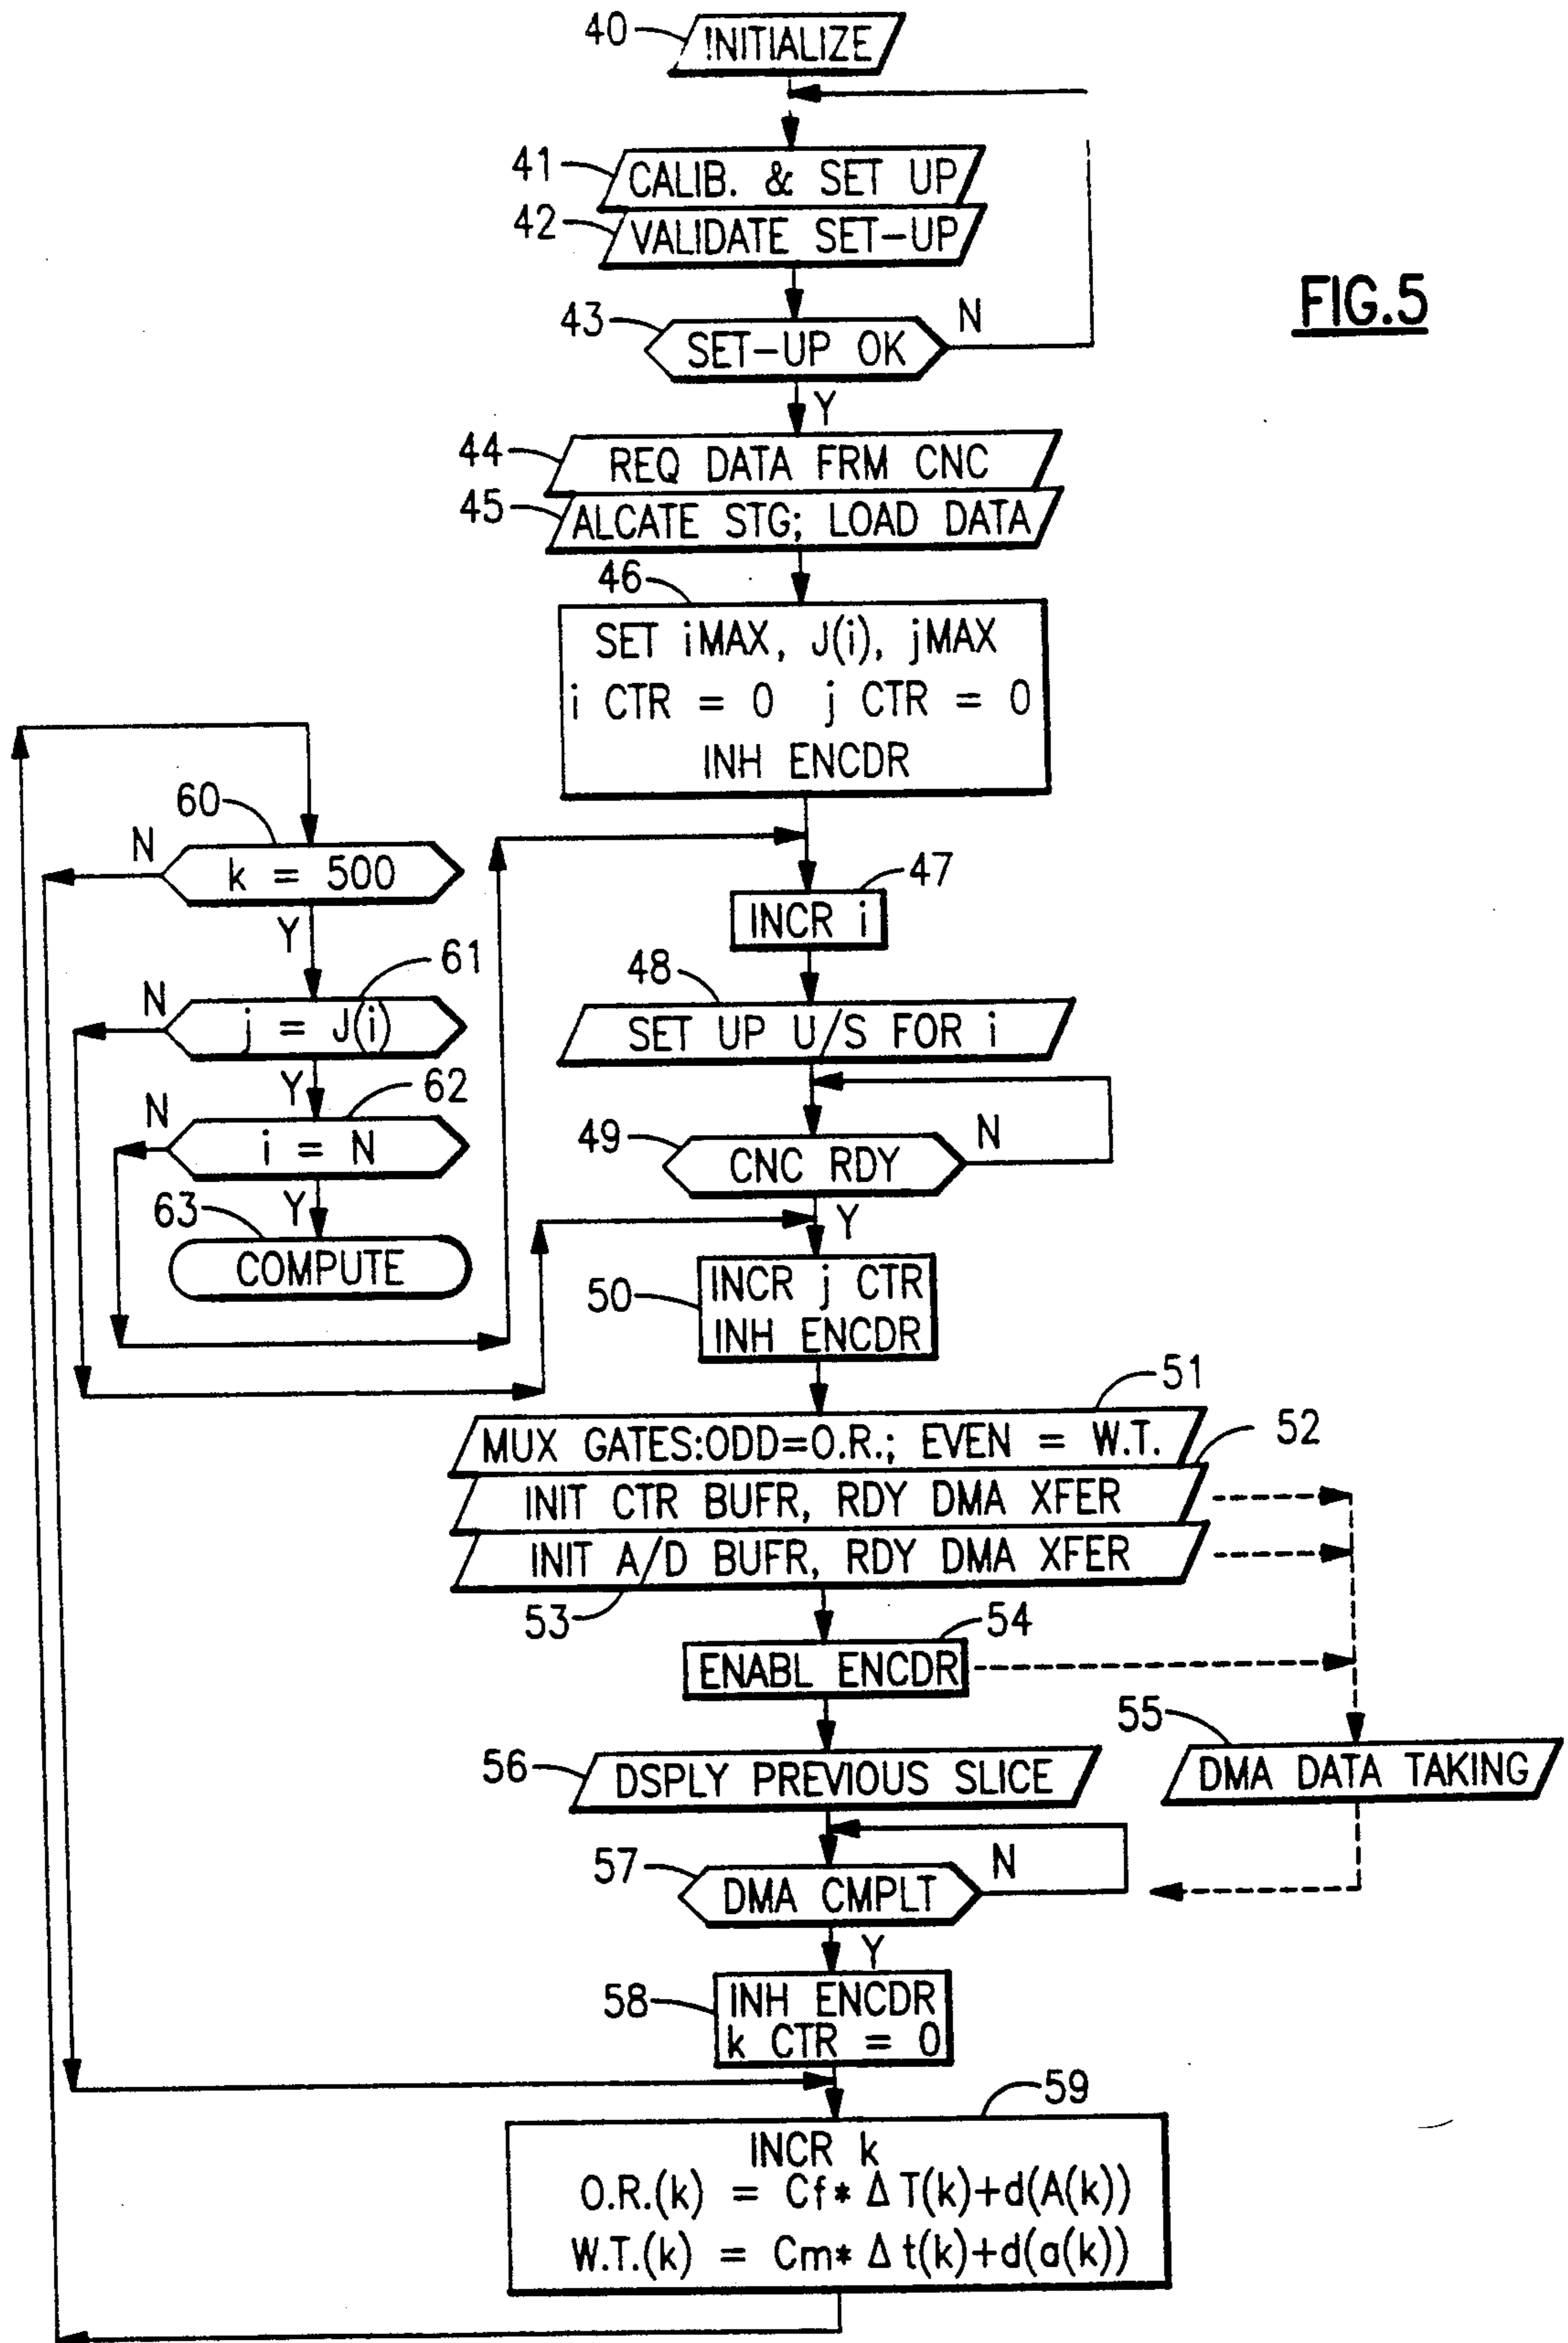 40
INITIALIZE
41
CALIB. & SET UP
42
VALIDATE SET-UP
FIG.5
43
SET-UP OK
N
Y
44
REQ DATA FRM CNC
45
ALCATE STG; LOAD DATA
46
SET iMAX, J(i), jMAX
i CTR = 0 j CTR = 0
INH ENCDR
60
N
k = 500
Y
47
INCR i
61
N
j = J(i)
Y
48
SET UP U/S FOR i
62
N
i = N
Y
49
CNC RDY
N
Y
63
COMPUTE
50
INCR j CTR
INH ENCDR
51
MUX GATES:ODD=O.R.; EVEN = W.T.
52
INIT CTR BUFR, RDY DMA XFER
INIT A/D BUFR, RDY DMA XFER
53
54
ENABL ENCDR
55
DMA DATA TAKING
56
DSPLY PREVIOUS SLICE
57
DMA CMPLT
N
Y
58
INH ENCDR
k CTR = 0
59
INCR k
O.R.(k) = Cf* Δ T(k)+d(A(k))
W.T.(k) = Cm* Δ t(k)+d(a(k))